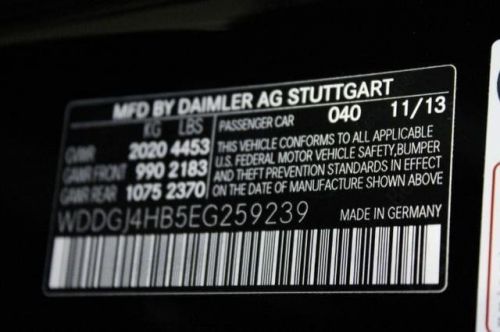 MFD BY DAIMLER AG STUTTGART
KG LBS PASSENGER CAR 040 11/13
GVWR 2020 4453 THIS VEHICLE CONFORMS TO ALL APPLICABLE
GAWR FRONT 990 2183 U.S. FEDERAL MOTOR VEHICLE SAFETY, BUMPER
GAWR REAR 1075 2370 AND THEFT PREVENTION STANDARDS IN EFFECT
ON THE DATE OF MANUFACTURE SHOWN ABOVE.
WDDGJ4HB5EG259239 MADE IN GERMANY